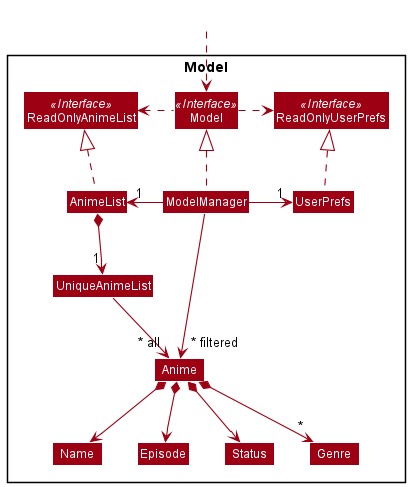 Model
«Interface»
ReadOnlyAnimeList
«Interface»
Model
«Interface»
ReadOnlyUserPrefs
1
1
AnimeList
ModelManager
UserPrefs
1
UniqueAnimeList
* all
* filtered
Anime
*
Name
Episode
Status
Genre